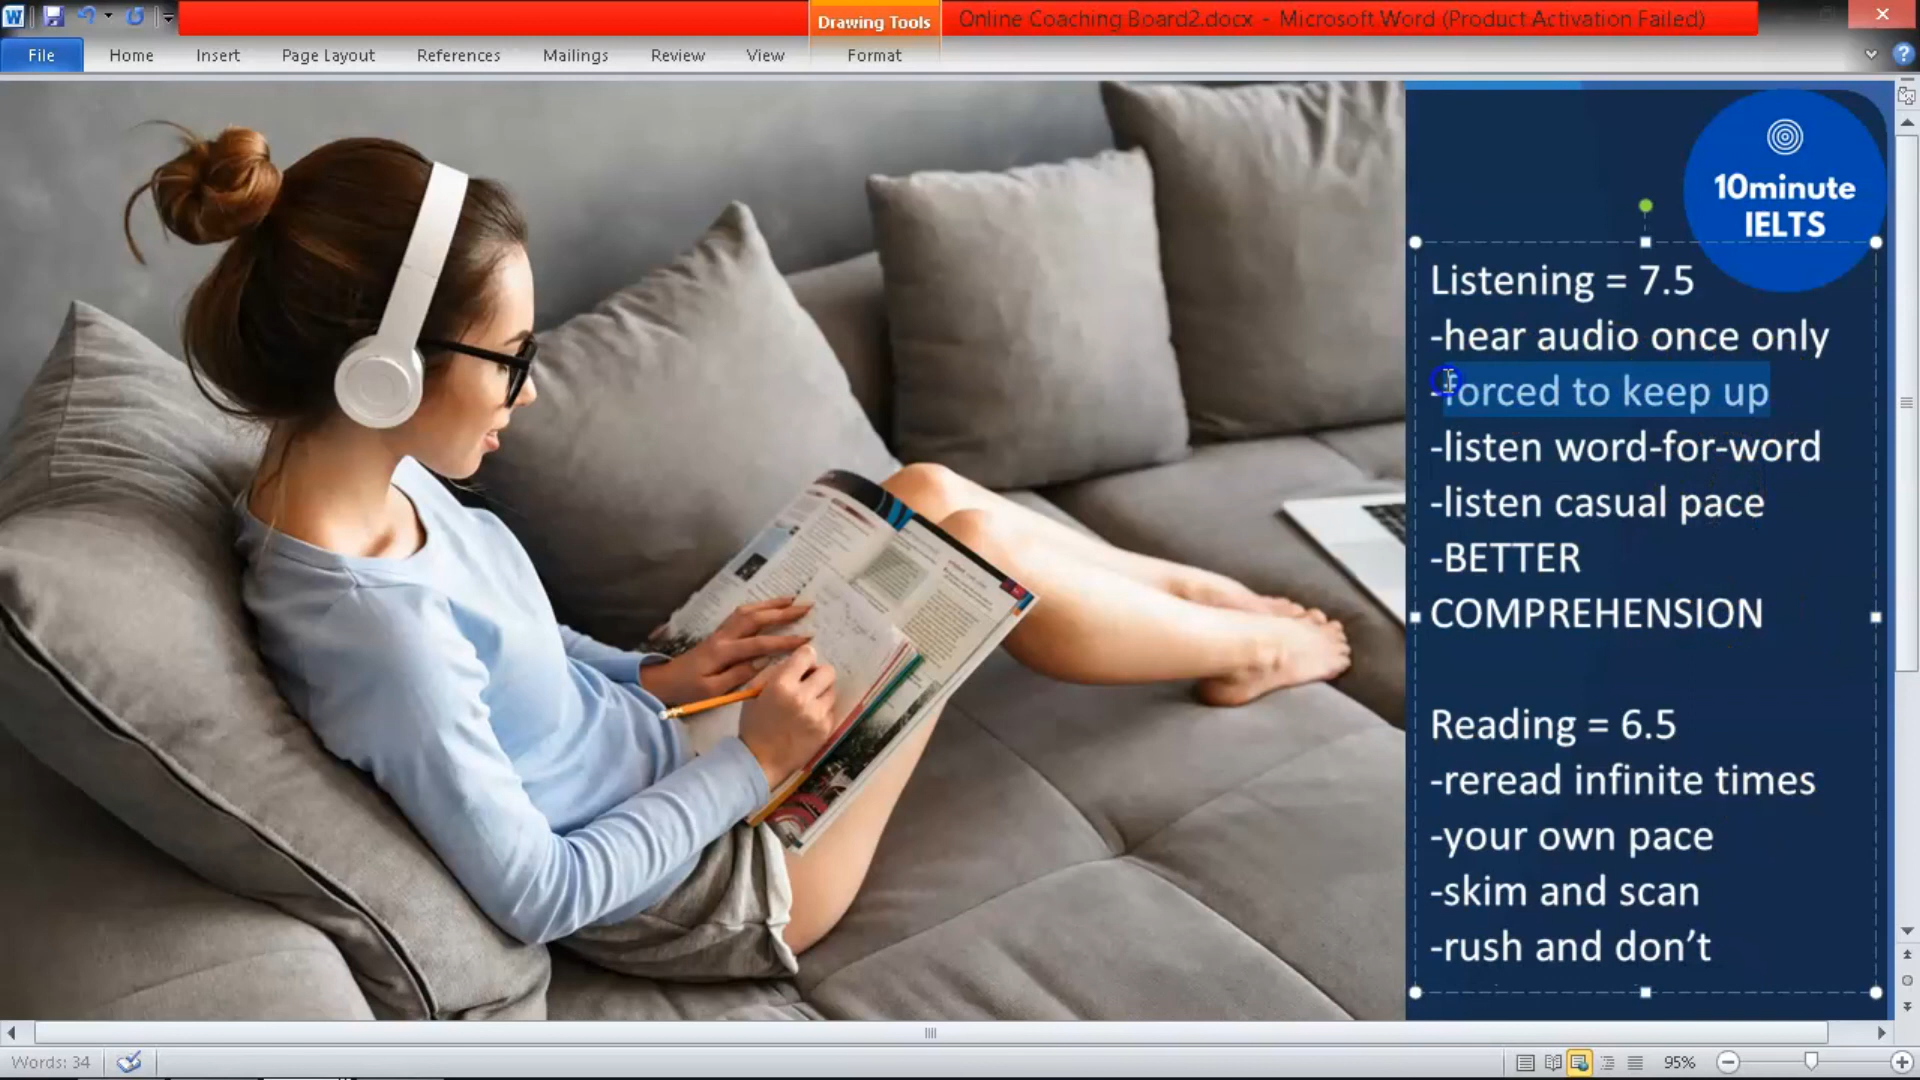 Drawing Tools
Online Coaching Board2.docx - Microsoft Word (Product Activation Failed)
File
Home
Insert
Page Layout
References
Mailings
Review
View
Format
10minute
IELTS
Listening = 7.5
-hear audio once only
-forced to keep up
-listen word-for-word
-listen casual pace
-BETTER
COMPREHENSION
Reading = 6.5
-reread infinite times
-your own pace
-skim and scan
-rush and don’t
Words: 34
95%